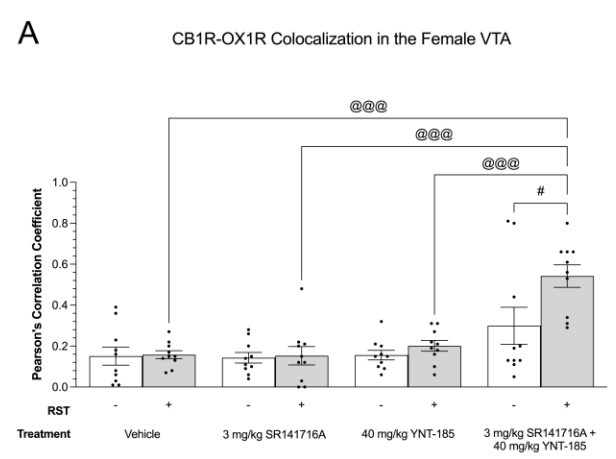 A
CB1R-OX1R Colocalization in the Female VTA
@@@
@@@
@@@
#
Pearson's Correlation Coefficient
1.0
0.8
0.6
0.4
0.2
0.0
RST - + - + - + - +
Treatment Vehicle 3 mg/kg SR141716A 40 mg/kg YNT-185 3 mg/kg SR141716A +
40 mg/kg YNT-185